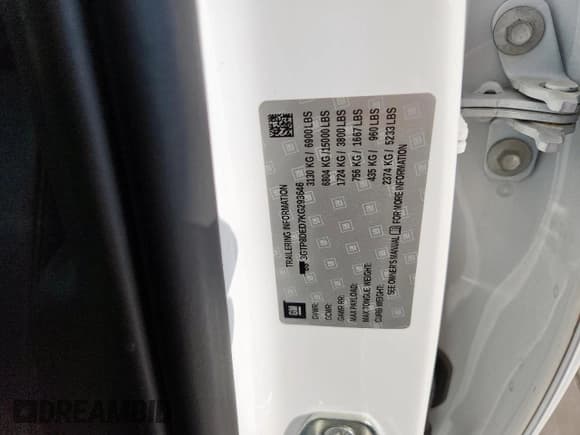 TRAILERING INFORMATION
3GTP8DED7KG293646
GVWR: 3130 KG / 6900 LBS
GCWR: 6804 KG / 15000 LBS
GAWR RR: 1724 KG / 3800 LBS
MAX PAYLOAD: 756 KG / 1667 LBS
MAX TONGUE WEIGHT: 435 KG / 960 LBS
CURB WEIGHT: 2374 KG / 5233 LBS
SEE OWNER'S MANUAL FOR MORE INFORMATION
GM
DREAMBID